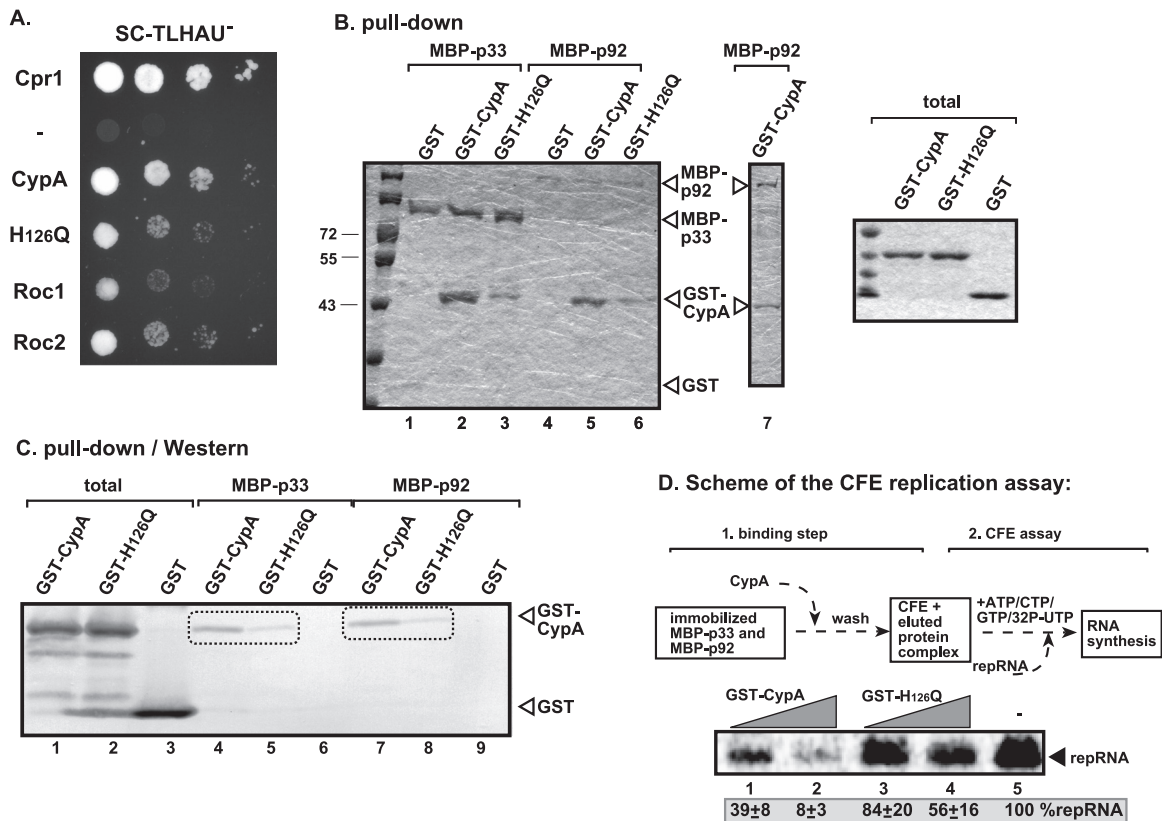 A.
SC-TLHAU-
Cpr1
-
CypA
H126Q
Roc1
Roc2
B. pull-down
MBP-p33
MBP-p92
MBP-p92
GST
GST-CypA
GST-H126Q
GST
GST-CypA
GST-H126Q
GST-CypA
MBP-
p92
MBP-
p33
72
55
43
GST-
CypA
GST
1 2 3 4 5 6 7
total
GST-CypA
GST-H126Q
GST
C. pull-down / Western
total
MBP-p33
MBP-p92
GST-CypA
GST-H126Q
GST
GST-CypA
GST-H126Q
GST
GST-CypA
GST-H126Q
GST
GST-
CypA
GST
1 2 3 4 5 6 7 8 9
D. Scheme of the CFE replication assay:
1. binding step
2. CFE assay
CypA
immobilized
MBP-p33 and
MBP-p92
wash
CFE +
eluted
protein
complex
+ATP/CTP/
GTP/32P-UTP
repRNA
RNA
synthesis
GST-CypA
GST-H126Q
-
repRNA
1 2 3 4 5
39±8 8±3 84±20 56±16 100 %repRNA